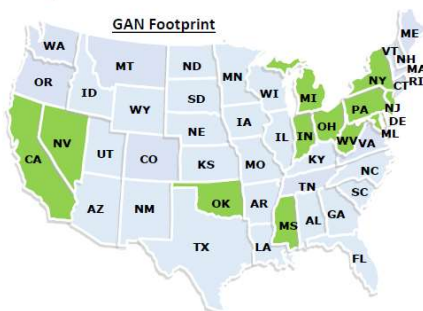 GAN Footprint
WA
MT
ND
MN
ME
VT
NH
MA
RI
CT
NY
OR
ID
WY
SD
WI
MI
PA
NJ
DE
ML
NV
CA
UT
CO
NE
IA
IL
IN
OH
WV
VA
KS
MO
KY
NC
AZ
NM
OK
AR
TN
SC
TX
LA
MS
AL
GA
FL